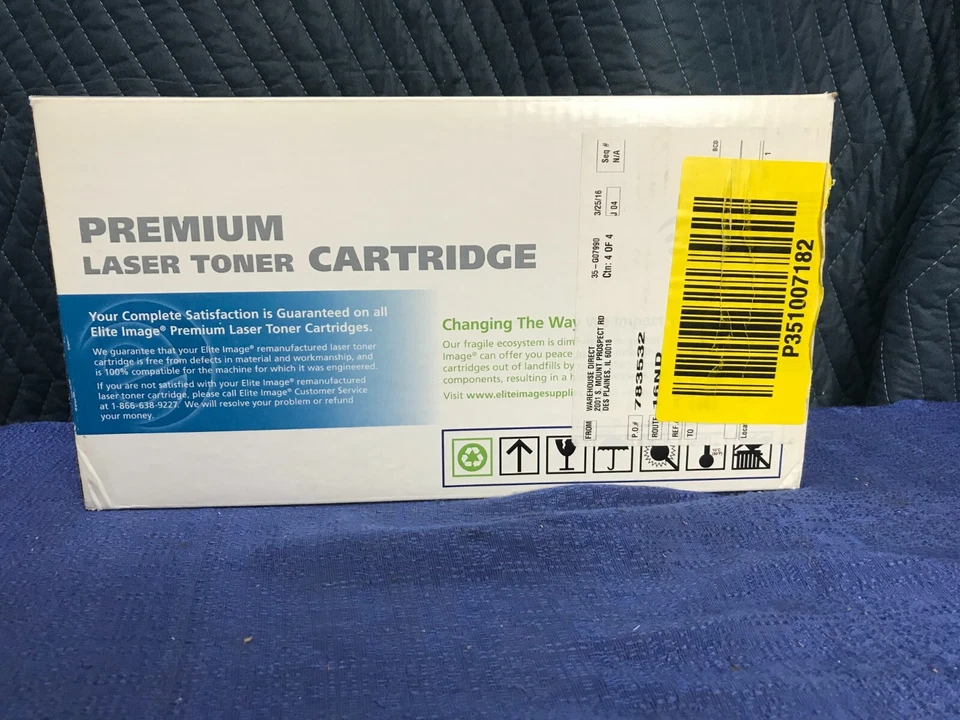 PREMIUM
LASER TONER CARTRIDGE
Your Complete Satisfaction is Guaranteed on all
Elite Image® Premium Laser Toner Cartridges.
We guarantee that your Elite Image® remanufactured laser toner
cartridge is free from defects in material and workmanship, and
is 100% compatible for the machine for which it was engineered.
If you are not satisfied with your Elite Image® remanufactured
laser toner cartridge, please call Elite Image® Customer Service
at 1-866-638-9227. We will resolve your problem or refund
your money.
Changing The Way
Our fragile ecosystem is dim
Image® can offer you peace
cartridges out of landfills by
components, resulting in a h
Visit www.eliteimagesuppli
Seq #
N/A
3/25/16
J 04
35-G07990
Ctn: 4 OF 4
FROM
WAREHOUSE DIRECT
2001 S. MOUNT PROSPECT RD
DES PLAINES, IL 60018
P.O.#
783532
ROUTE
16ND
REF
TO
Loca
BCD
1
P351007182